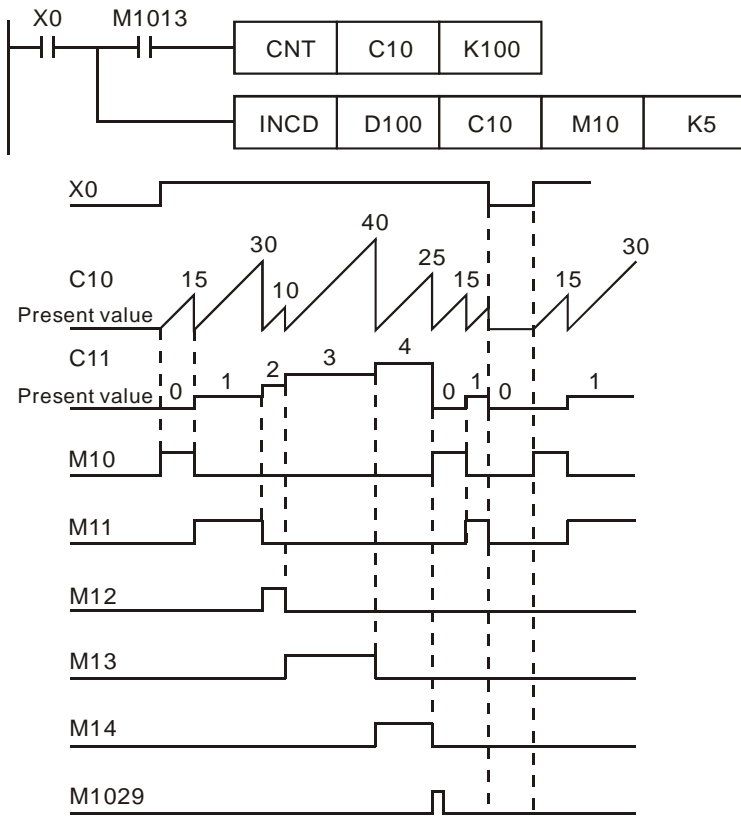 X0 M1013
CNT C10 K100
INCD D100 C10 M10 K5
X0
40
30 30
25
C10 15 10 15 15
Present value
C11
Present value 0 1 2 3 4 0 1 0 1
M10
M11
M12
M13
M14
M1029